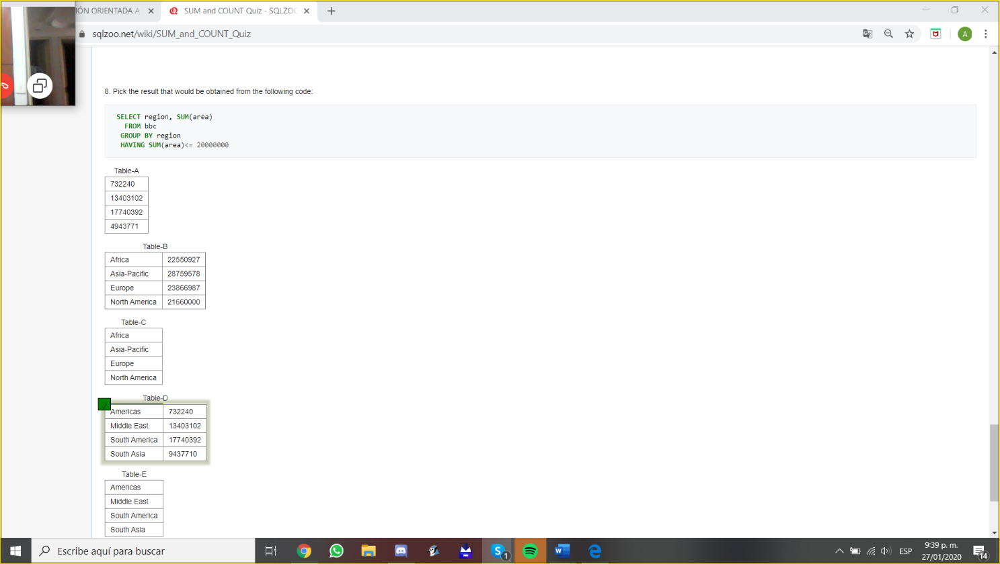 IÓN ORIENTADA A
SUM and COUNT Quiz - SQLZOO
sqlzoo.net/wiki/SUM_and_COUNT_Quiz
A
8. Pick the result that would be obtained from the following code:
SELECT region, SUM(area)
FROM bbc
GROUP BY region
HAVING SUM(area)<= 20000000
Table-A
732240
13403102
17740392
4943771
Table-B
Africa 22550927
Asia-Pacific 28759578
Europe 23866987
North America 21660000
Table-C
Africa
Asia-Pacific
Europe
North America
Table-D
Americas 732240
Middle East 13403102
South America 17740392
South Asia 9437710
Table-E
Americas
Middle East
South America
South Asia
Escribe aquí para buscar
S 1
W
ESP
9:39 p. m.
27/01/2020
14